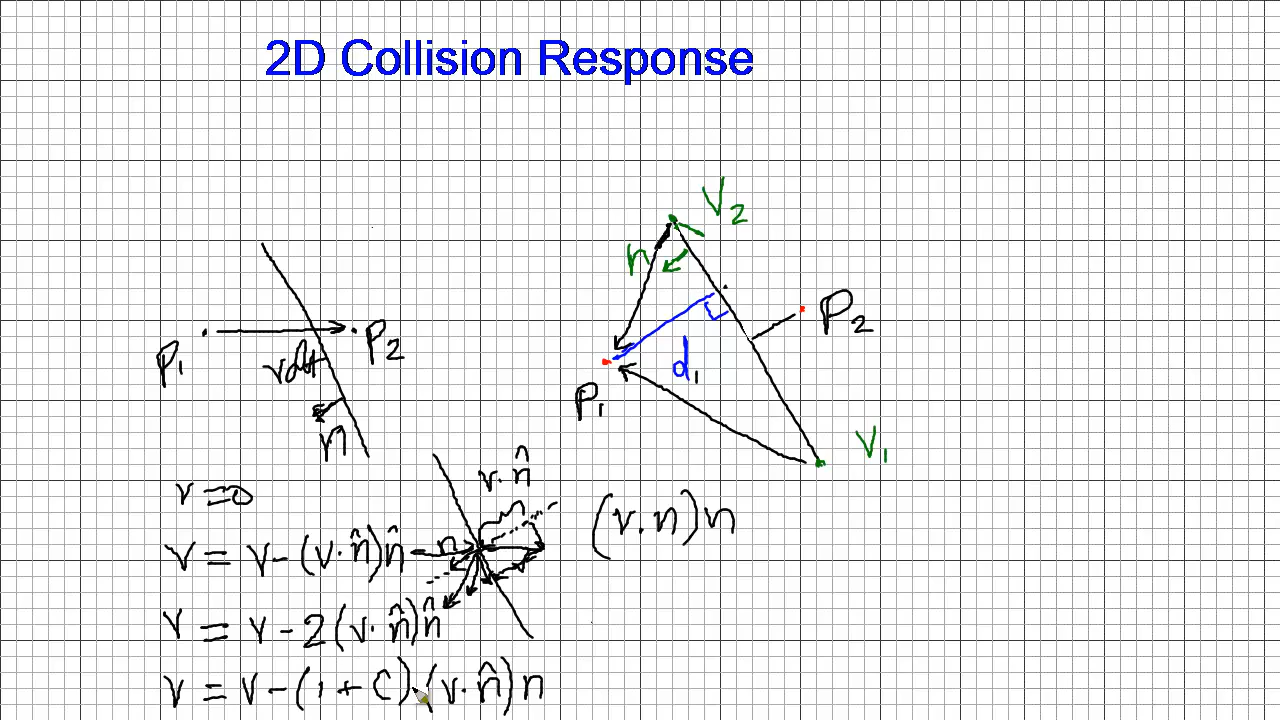 2D Collision Response
V2
n
P1
P2
vdt
n
d1
P2
P1
V1
v = 0
v · n̂
(v.n)n
v = v - (v · n̂)n̂
n
v
v = v - 2(v · n̂)n̂
v = v - (1 + C)(v · n̂)n